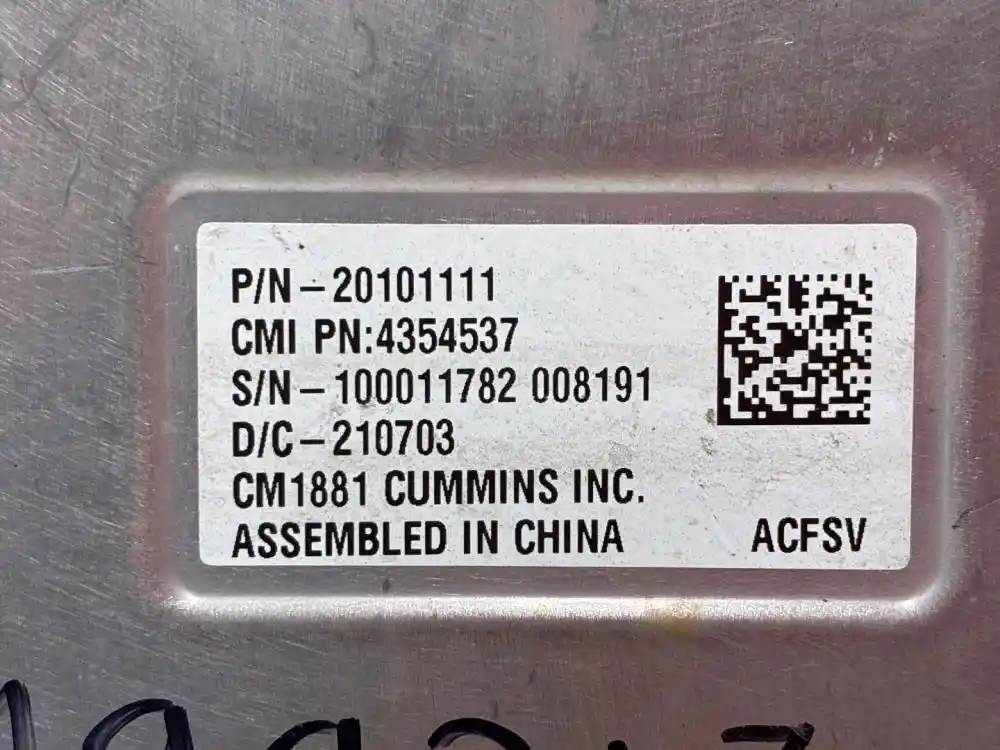 P/N-20101111
CMI PN:4354537
S/N-100011782 008191
D/C-210703
CM1881 CUMMINS INC.
ASSEMBLED IN CHINA
ACFSV